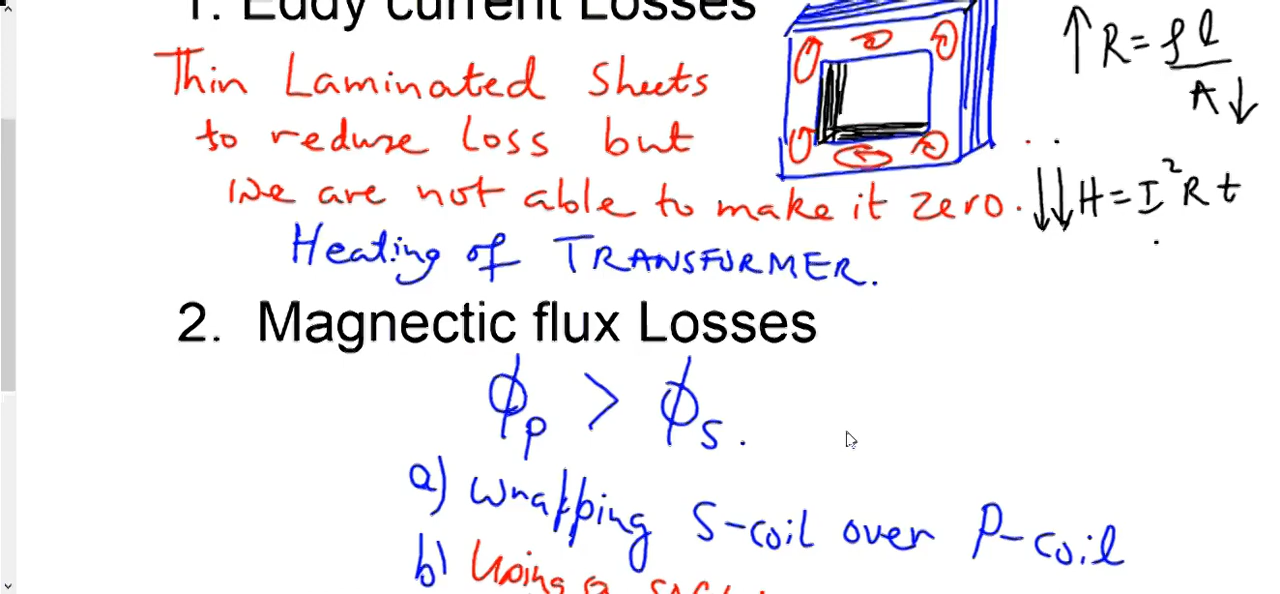 1. Eddy current Losses
Thin Laminated Sheets
to reduse loss but
we are not able to make it zero.
Heating of TRANSFORMER.
↑R = ρl/A↓
↓↓H = I²Rt
2. Magnectic flux Losses
ϕp > ϕs.
a) Wrapping S-coil over P-coil
b) Using a